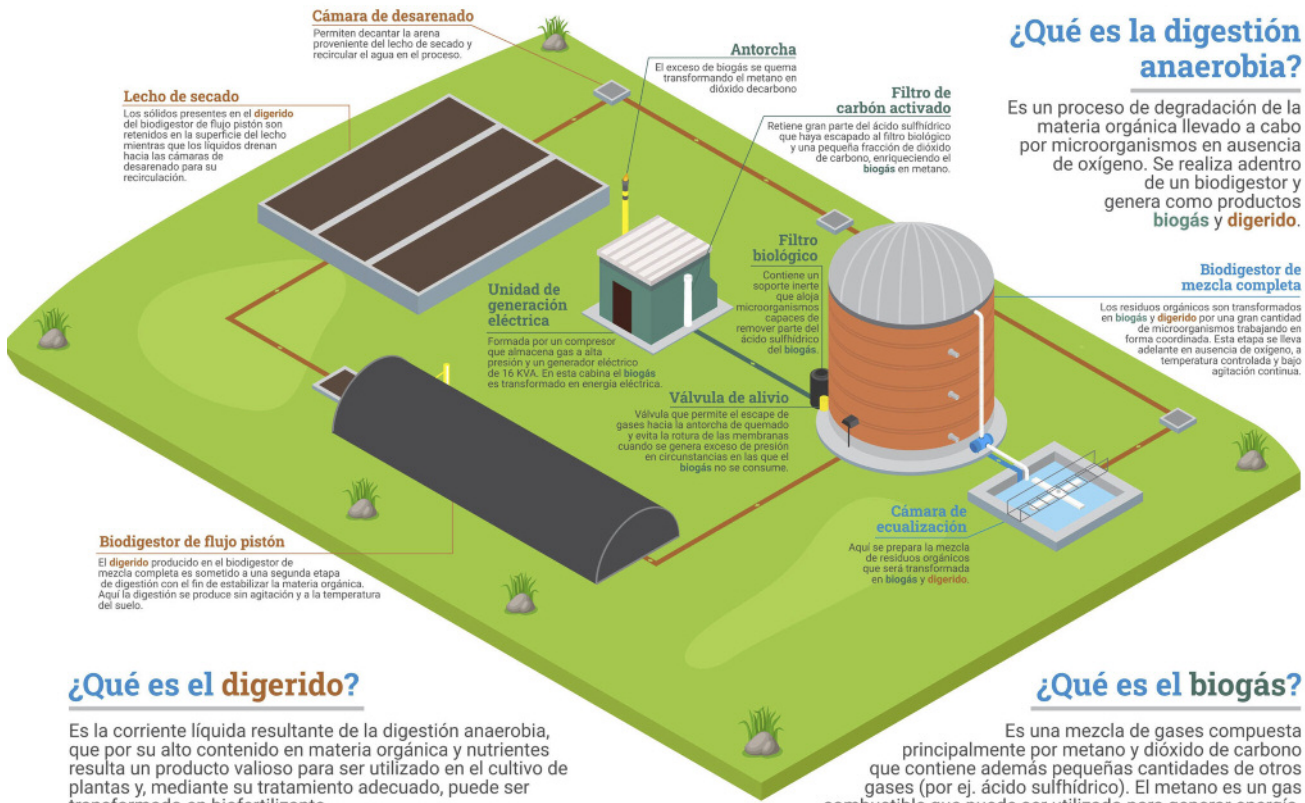 Cámara de desarenado
Permiten decantar la arena
proveniente del lecho de secado y
recircular el agua en el proceso.
Antorcha
El exceso de biogás se quema
transformando el metano en
dióxido decarbono
¿Qué es la digestión
anaerobia?
Es un proceso de degradación de la
materia orgánica llevado a cabo
por microorganismos en ausencia
de oxígeno. Se realiza adentro
de un biodigestor y
genera como productos
biogás y digerido.
Lecho de secado
Los sólidos presentes en el digerido
del biodigestor de flujo pistón son
retenidos en la superficie del lecho
mientras que los líquidos drenan
hacia las cámaras de
desarenado para su
recirculación.
Filtro de
carbón activado
Retiene gran parte del ácido sulfhídrico
que haya escapado al filtro biológico
y una pequeña fracción de dióxido
de carbono, enriqueciendo el
biogás en metano.
Filtro
biológico
Contiene un
soporte inerte
que aloja
microorganismos
capaces de
remover parte del
ácido sulfhídrico
del biogás.
Biodigestor de
mezcla completa
Los residuos orgánicos son transformados
en biogás y digerido por una gran cantidad
de microorganismos trabajando en
forma coordinada. Esta etapa se lleva
adelante en ausencia de oxígeno, a
temperatura controlada y bajo
agitación continua.
Unidad de
generación
eléctrica
Formada por un compresor
que almacena gas a alta
presión y un generador eléctrico
de 16 KVA. En esta cabina el biogás
es transformado en energía eléctrica.
Válvula de alivio
Válvula que permite el escape de
gases hacia la antorcha de quemado
y evita la rotura de las membranas
cuando se genera exceso de presión
en circunstancias en las que el
biogás no se consume.
Cámara de
ecualización
Aquí se prepara la mezcla
de residuos orgánicos
que será transformada
en biogás y digerido.
Biodigestor de flujo pistón
El digerido producido en el biodigestor de
mezcla completa es sometido a una segunda etapa
de digestión con el fin de estabilizar la materia orgánica.
Aquí la digestión se produce sin agitación y a la temperatura
del suelo.
¿Qué es el digerido?
Es la corriente líquida resultante de la digestión anaerobia,
que por su alto contenido en materia orgánica y nutrientes
resulta un producto valioso para ser utilizado en el cultivo de
plantas y, mediante su tratamiento adecuado, puede ser
transformado en biofertilizante.
¿Qué es el biogás?
Es una mezcla de gases compuesta
principalmente por metano y dióxido de carbono
que contiene además pequeñas cantidades de otros
gases (por ej. ácido sulfhídrico). El metano es un gas
combustible que puede ser utilizado para generar energía.